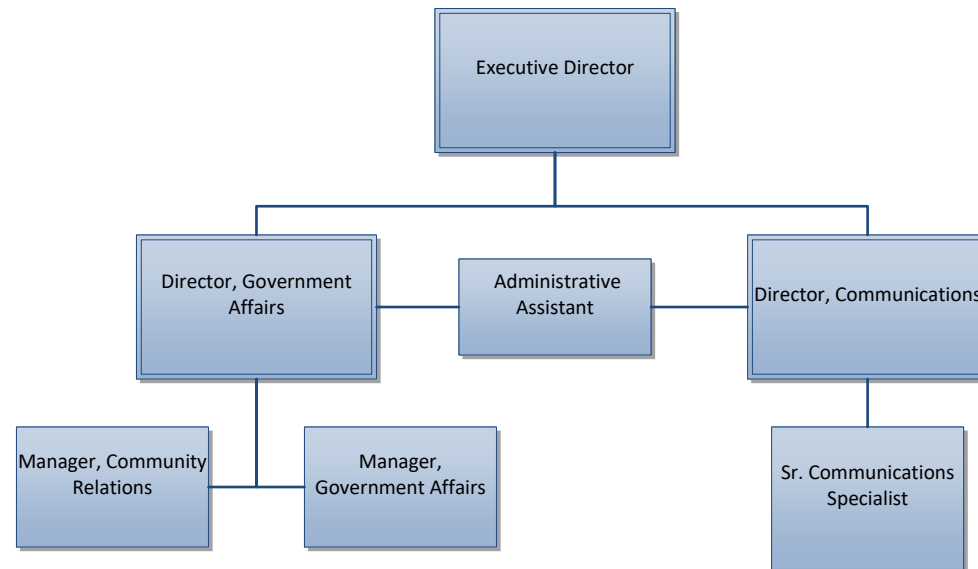 Executive Director
Director, Government
Affairs
Administrative
Assistant
Director, Communications
Manager, Community
Relations
Manager,
Government Affairs
Sr. Communications
Specialist